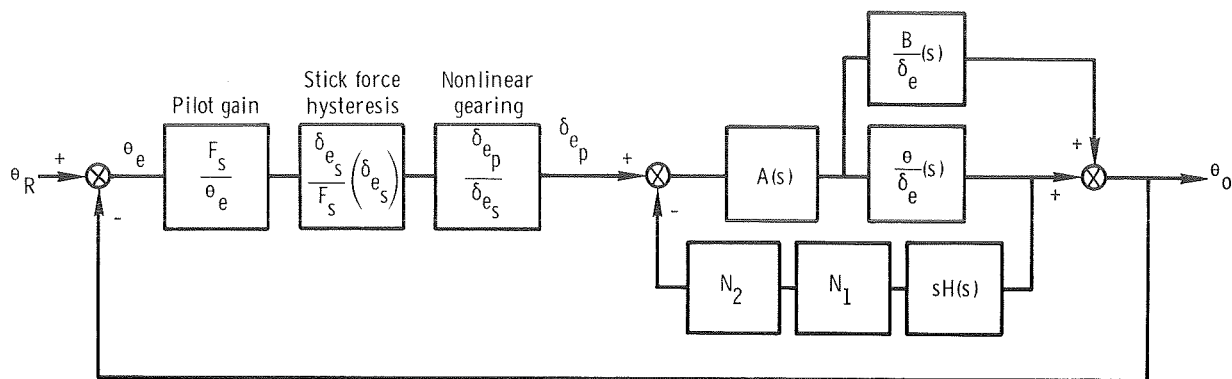 B
δe (s)
Stick force
hysteresis
Nonlinear
gearing
Pilot gain
θR
+
-
θe
Fs
θe
δes
Fs
(δes)
δep
δes
δep
+
-
A(s)
θ
δe (s)
+
+
θo
N2
N1
sH(s)